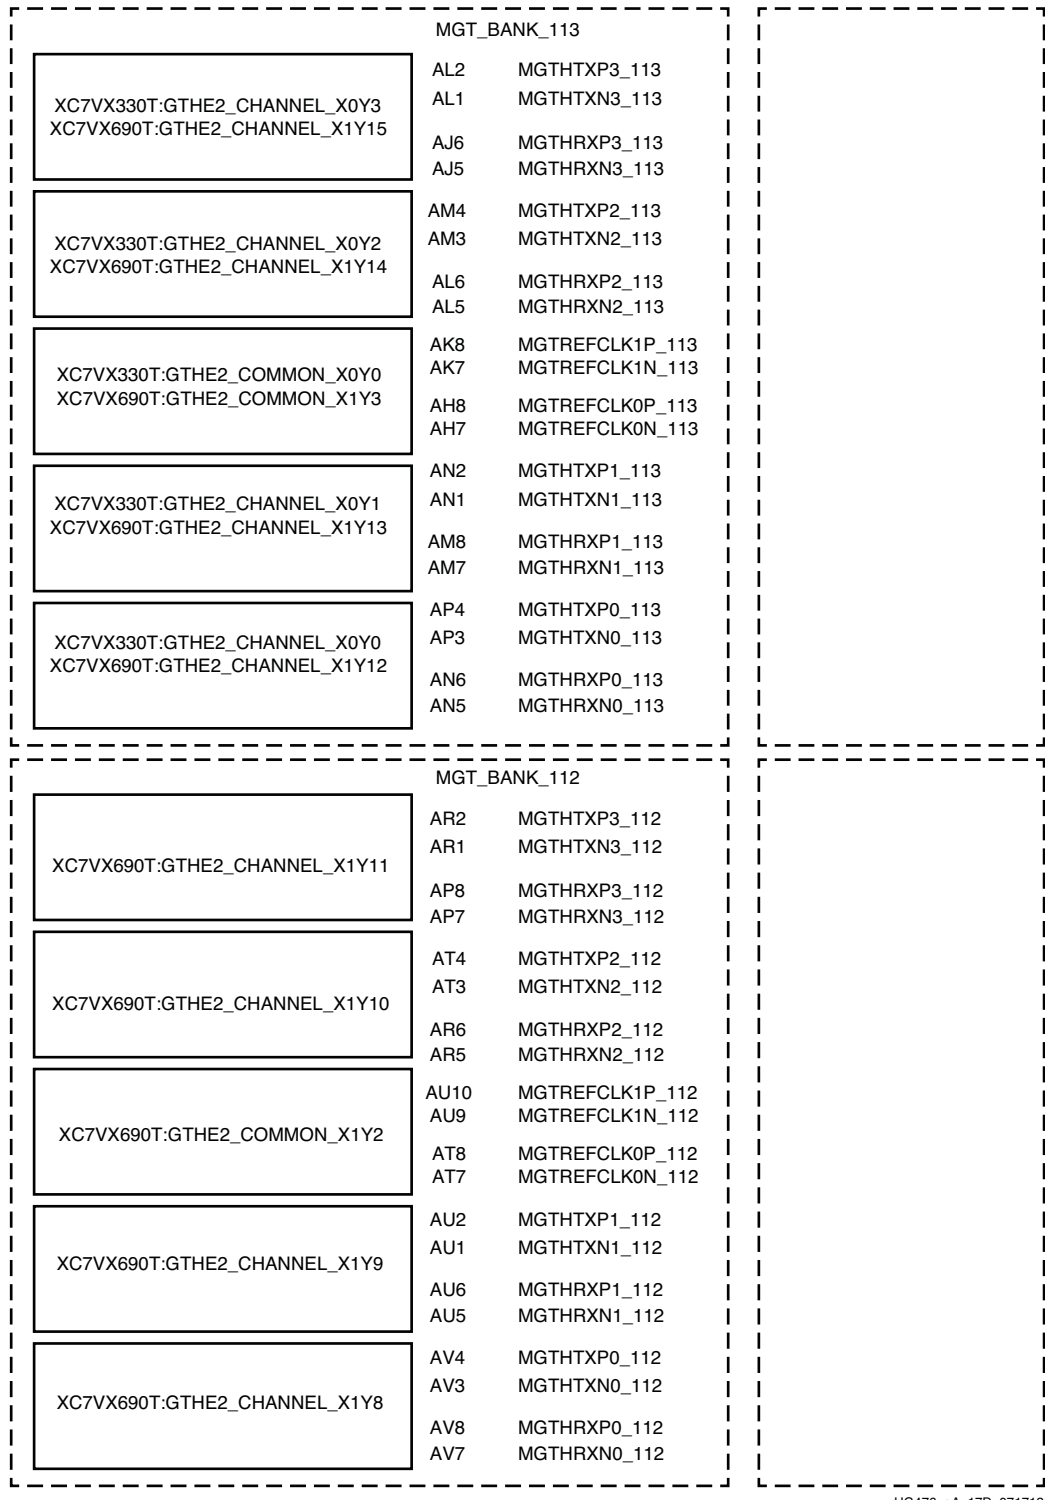 MGT_BANK_113
XC7VX330T:GTHE2_CHANNEL_X0Y3
XC7VX690T:GTHE2_CHANNEL_X1Y15
AL2 MGTHTXP3_113
AL1 MGTHTXN3_113
AJ6 MGTHRXP3_113
AJ5 MGTHRXN3_113
XC7VX330T:GTHE2_CHANNEL_X0Y2
XC7VX690T:GTHE2_CHANNEL_X1Y14
AM4 MGTHTXP2_113
AM3 MGTHTXN2_113
AL6 MGTHRXP2_113
AL5 MGTHRXN2_113
XC7VX330T:GTHE2_COMMON_X0Y0
XC7VX690T:GTHE2_COMMON_X1Y3
AK8 MGTREFCLK1P_113
AK7 MGTREFCLK1N_113
AH8 MGTREFCLK0P_113
AH7 MGTREFCLK0N_113
XC7VX330T:GTHE2_CHANNEL_X0Y1
XC7VX690T:GTHE2_CHANNEL_X1Y13
AN2 MGTHTXP1_113
AN1 MGTHTXN1_113
AM8 MGTHRXP1_113
AM7 MGTHRXN1_113
XC7VX330T:GTHE2_CHANNEL_X0Y0
XC7VX690T:GTHE2_CHANNEL_X1Y12
AP4 MGTHTXP0_113
AP3 MGTHTXN0_113
AN6 MGTHRXP0_113
AN5 MGTHRXN0_113
MGT_BANK_112
XC7VX690T:GTHE2_CHANNEL_X1Y11
AR2 MGTHTXP3_112
AR1 MGTHTXN3_112
AP8 MGTHRXP3_112
AP7 MGTHRXN3_112
XC7VX690T:GTHE2_CHANNEL_X1Y10
AT4 MGTHTXP2_112
AT3 MGTHTXN2_112
AR6 MGTHRXP2_112
AR5 MGTHRXN2_112
XC7VX690T:GTHE2_COMMON_X1Y2
AU10 MGTREFCLK1P_112
AU9 MGTREFCLK1N_112
AT8 MGTREFCLK0P_112
AT7 MGTREFCLK0N_112
XC7VX690T:GTHE2_CHANNEL_X1Y9
AU2 MGTHTXP1_112
AU1 MGTHTXN1_112
AU6 MGTHRXP1_112
AU5 MGTHRXN1_112
XC7VX690T:GTHE2_CHANNEL_X1Y8
AV4 MGTHTXP0_112
AV3 MGTHTXN0_112
AV8 MGTHRXP0_112
AV7 MGTHRXN0_112